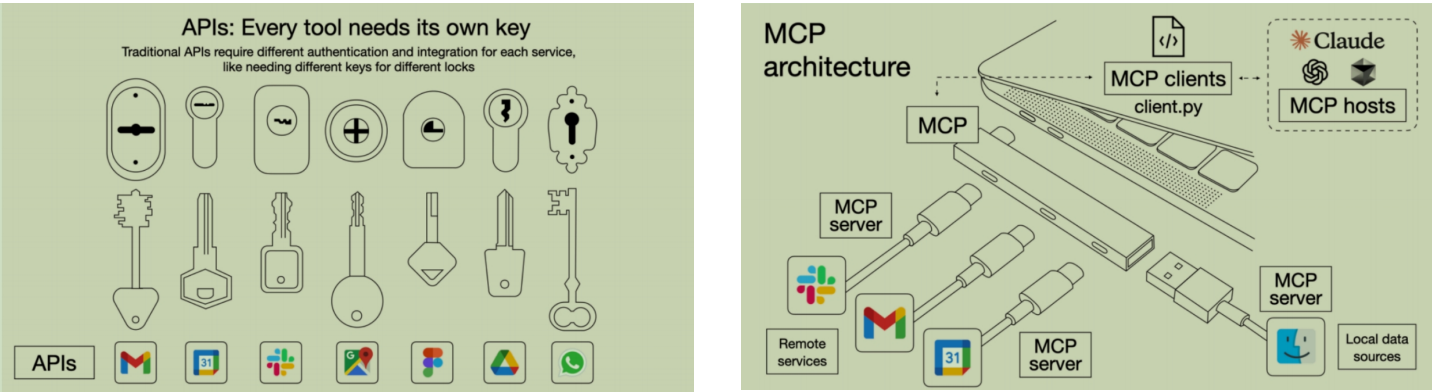 APIs: Every tool needs its own key
Traditional APIs require different authentication and integration for each service,
like needing different keys for different locks
APIs
31
G
MCP
architecture
MCP clients
client.py
Claude
MCP hosts
MCP
MCP
server
MCP
server
Remote
services
31
MCP
server
Local data
sources